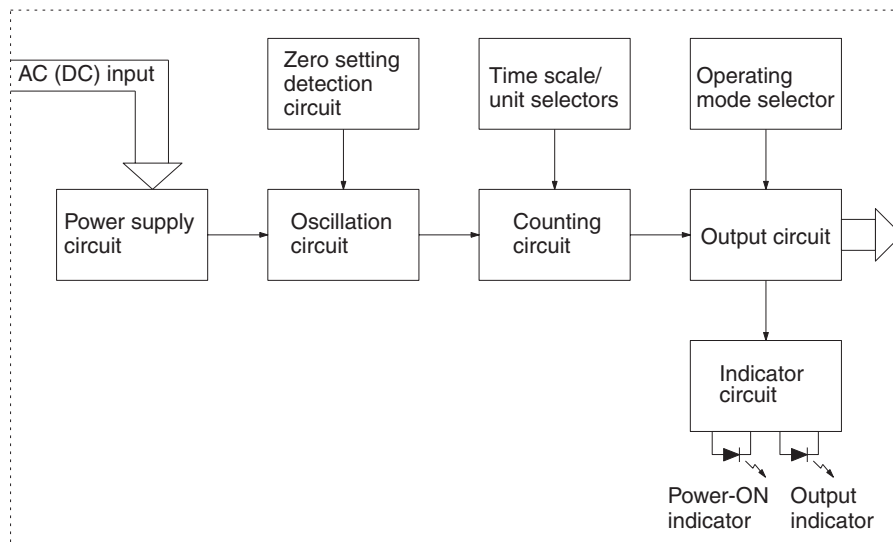 AC (DC) input
Zero setting
detection
circuit
Time scale/
unit selectors
Operating
mode selector
Power supply
circuit
Oscillation
circuit
Counting
circuit
Output circuit
Indicator
circuit
Power-ON
indicator
Output
indicator